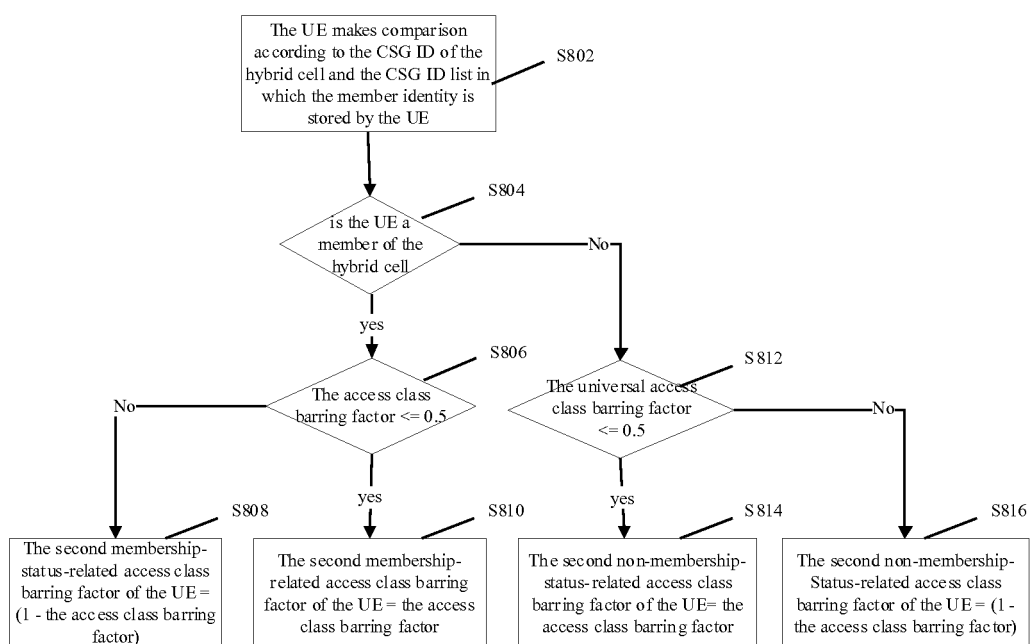 The UE makes comparison
according to the CSG ID of the
hybrid cell and the CSG ID list in
which the member identity is
stored by the UE
S802
S804
is the UE a
member of the
hybrid cell
No
yes
S806
The access class
barring factor <= 0.5
No
yes
S812
The universal access
class barring factor
<= 0.5
No
yes
S808
The second membership-
status-related access class
barring factor of the UE =
(1 - the access class barring
factor)
S810
The second membership-
related access class barring
factor of the UE = the access
class barring factor
S814
The second non-membership-
status-related access class
barring factor of the UE= the
access class barring factor
S816
The second non-membership-
Status-related access class
barring factor of the UE = (1 -
the access class barring factor)